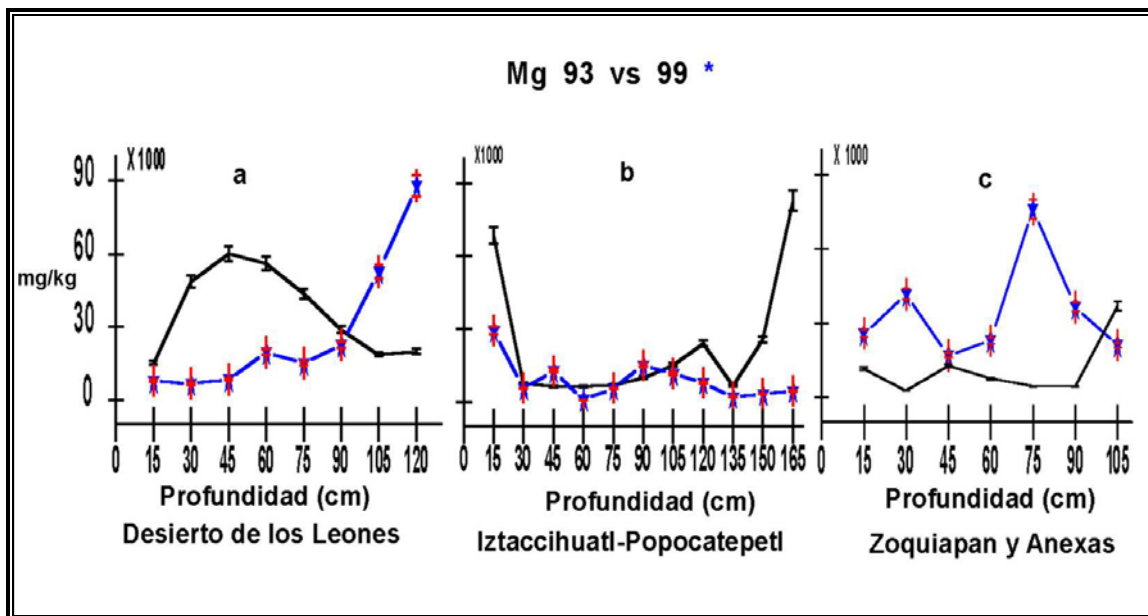 Mg 93 vs 99 *
X 1000
a
90
60
30
0
mg/kg
0 15 30 45 60 75 90 105 120
Profundidad (cm)
Desierto de los Leones
X1000
b
0 15 30 45 60 75 90 105 120 135 150 165
Profundidad (cm)
Iztaccihuatl-Popocatepetl
X 1000
c
0 15 30 45 60 75 90 105
Profundidad (cm)
Zoquiapan y Anexas